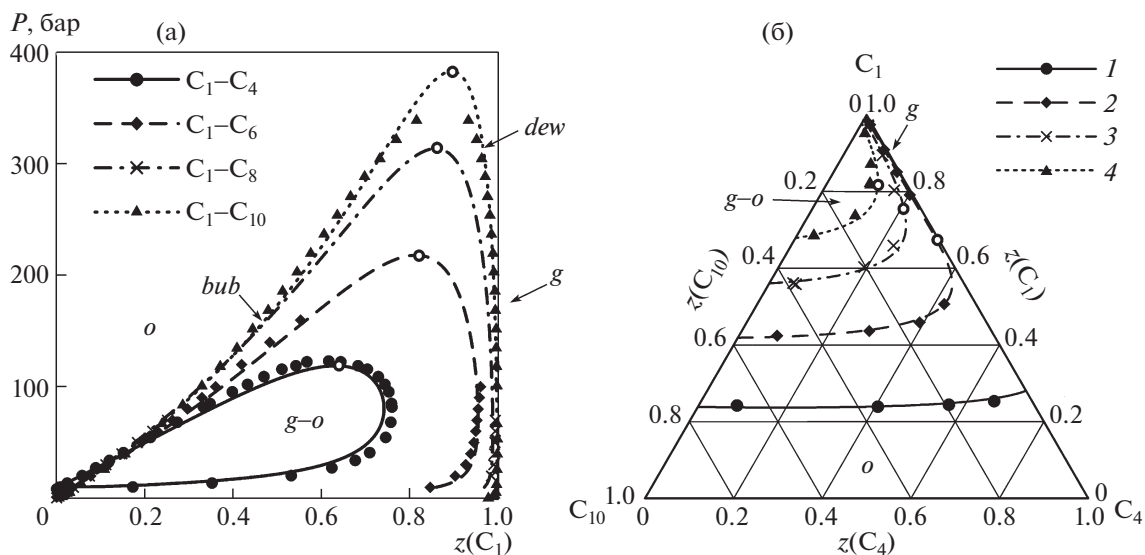 P, бар
(а)
400
300
200
100
0
C1–C4
C1–C6
C1–C8
C1–C10
dew
bub
g
o
g–o
0
0.2
0.4
0.6
0.8
1.0
z(C1)
(б)
C1
1
2
3
4
0
1.0
g
0.2
0.8
g–o
0.4
0.6
z(C10)
z(C1)
0.6
0.4
0.8
0.2
o
C10
1.0
0
C4
0
0.2
0.4
0.6
0.8
1.0
z(C4)